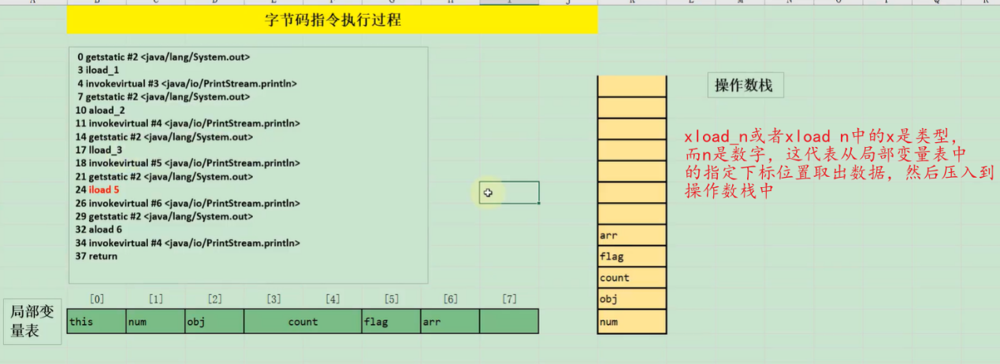 字节码指令执行过程
0 getstatic #2 <java/lang/System.out>
3 iload_1
4 invokevirtual #3 <java/io/PrintStream.println>
7 getstatic #2 <java/lang/System.out>
10 aload_2
11 invokevirtual #4 <java/io/PrintStream.println>
14 getstatic #2 <java/lang/System.out>
17 lload_3
18 invokevirtual #5 <java/io/PrintStream.println>
21 getstatic #2 <java/lang/System.out>
24 iload 5
26 invokevirtual #6 <java/io/PrintStream.println>
29 getstatic #2 <java/lang/System.out>
32 aload 6
34 invokevirtual #4 <java/io/PrintStream.println>
37 return
操作数栈
xload_n或者xload n中的x是类型，
而n是数字，这代表从局部变量表中
的指定下标位置取出数据，然后压入到
操作数栈中
arr
flag
count
obj
num
[0] [1] [2] [3] [4] [5] [6] [7]
局部变
量表
this num obj count flag arr